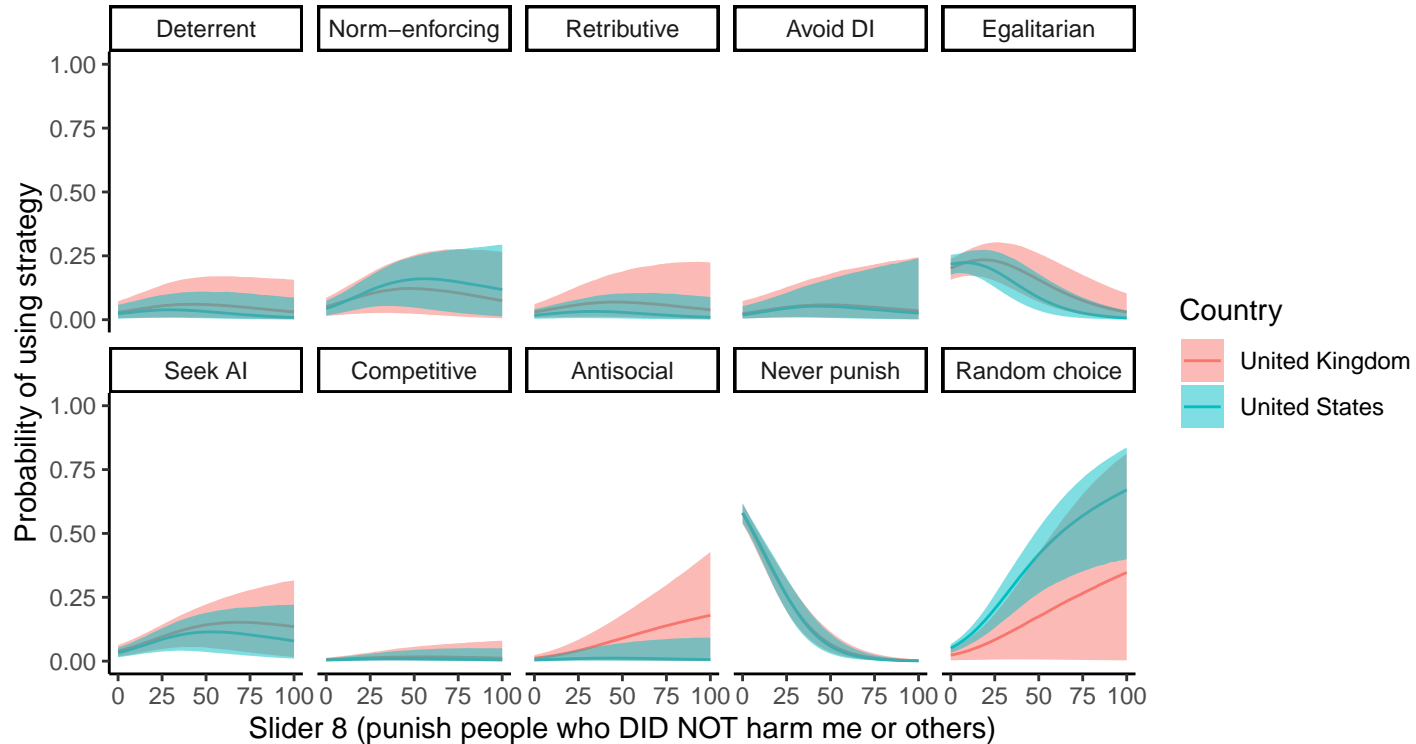 Deterrent Norm−enforcing Retributive Avoid DI Egalitarian
1.00
0.75
0.50
0.25
0.00
Probability of using strategy
Seek AI Competitive Antisocial Never punish Random choice
1.00
0.75
0.50
0.25
0.00
0 25 50 75 100 0 25 50 75 100 0 25 50 75 100 0 25 50 75 100 0 25 50 75 100
Slider 8 (punish people who DID NOT harm me or others)
Country
United Kingdom
United States